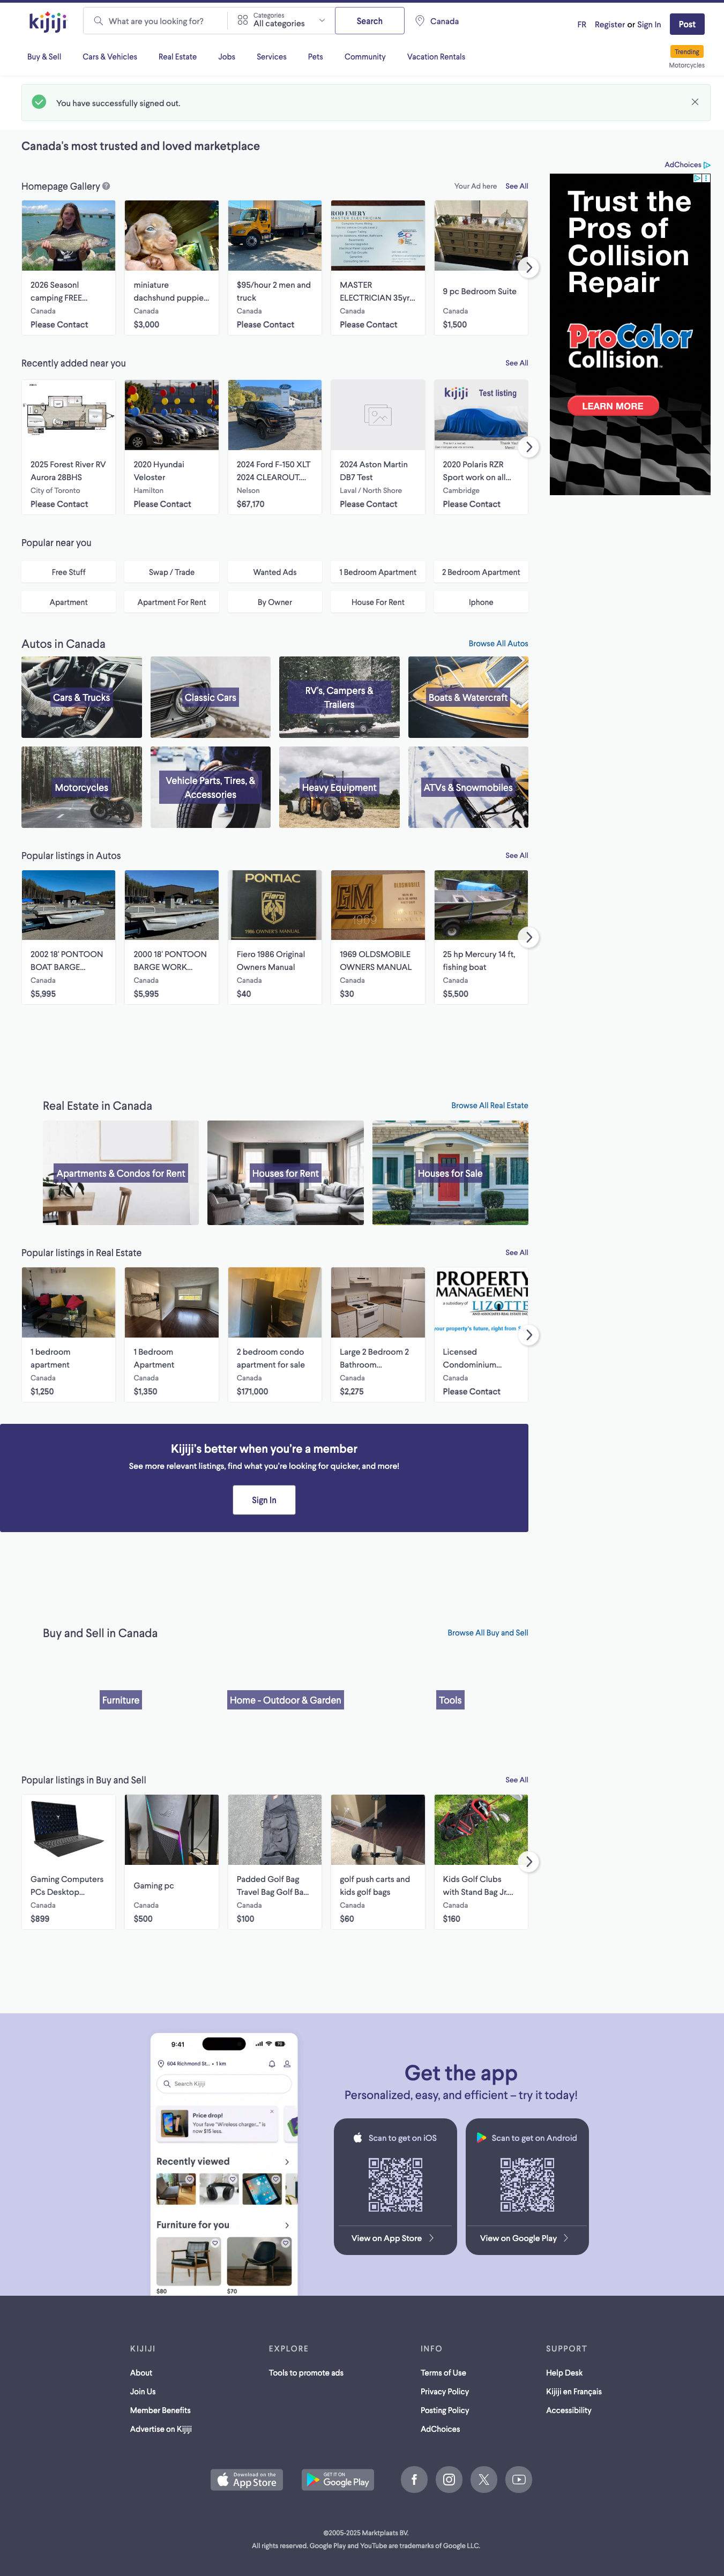 kijiji
What are you looking for?
Categories
All categories
Search
Canada
FR
Register or Sign In
Post
Buy & Sell
Cars & Vehicles
Real Estate
Jobs
Services
Pets
Community
Vacation Rentals
Trending
Motorcycles
You have successfully signed out.
Canada's most trusted and loved marketplace
AdChoices
Homepage Gallery
Your Ad here
See All
2026 Seasonl
camping FREE...
Canada
Please Contact
miniature
dachshund puppie...
Canada
$3,000
$95/hour 2 men and
truck
Canada
Please Contact
ROD EMERY
MASTER ELECTRICIAN
MASTER
ELECTRICIAN 35yr...
Canada
Please Contact
9 pc Bedroom Suite
Canada
$1,500
Trust the
Pros of
Collision
Repair
ProColor
Collision™
LEARN MORE
Recently added near you
See All
2025 Forest River RV
Aurora 28BHS
City of Toronto
Please Contact
2020 Hyundai
Veloster
Hamilton
Please Contact
2024 Ford F-150 XLT
2024 CLEAROUT....
Nelson
$67,170
2024 Aston Martin
DB7 Test
Laval / North Shore
Please Contact
kijiji Test listing
2020 Polaris RZR
Sport work on all...
Cambridge
Please Contact
Popular near you
Free Stuff
Swap / Trade
Wanted Ads
1 Bedroom Apartment
2 Bedroom Apartment
Apartment
Apartment For Rent
By Owner
House For Rent
Iphone
Autos in Canada
Browse All Autos
Cars & Trucks
Classic Cars
RV's, Campers &
Trailers
Boats & Watercraft
Motorcycles
Vehicle Parts, Tires, &
Accessories
Heavy Equipment
ATVs & Snowmobiles
Popular listings in Autos
See All
2002 18' PONTOON
BOAT BARGE...
Canada
$5,995
2000 18' PONTOON
BARGE WORK...
Canada
$5,995
PONTIAC
Fiero
1986 OWNER'S MANUAL
Fiero 1986 Original
Owners Manual
Canada
$40
GM
OLDSMOBILE
1969 OLDSMOBILE
OWNERS MANUAL
Canada
$30
25 hp Mercury 14 ft,
fishing boat
Canada
$5,500
Real Estate in Canada
Browse All Real Estate
Apartments & Condos for Rent
Houses for Rent
Houses for Sale
Popular listings in Real Estate
See All
1 bedroom
apartment
Canada
$1,250
1 Bedroom
Apartment
Canada
$1,350
2 bedroom condo
apartment for sale
Canada
$171,000
Large 2 Bedroom 2
Bathroom...
Canada
$2,275
PROPERTY
MANAGEMENT
a subsidiary of
LIZOTTE
your property's future, right from
Licensed
Condominium...
Canada
Please Contact
Kijiji's better when you're a member
See more relevant listings, find what you're looking for quicker, and more!
Sign In
Buy and Sell in Canada
Browse All Buy and Sell
Furniture
Home - Outdoor & Garden
Tools
Popular listings in Buy and Sell
See All
Gaming Computers
PCs Desktop...
Canada
$899
Gaming pc
Canada
$500
Padded Golf Bag
Travel Bag Golf Ba...
Canada
$100
golf push carts and
kids golf bags
Canada
$60
Kids Golf Clubs
with Stand Bag Jr....
Canada
$160
9:41
604 Richmond St... • 1 km
Search Kijiji
Price drop!
Your fave "Wireless charger..." is
now $15 less.
Recently viewed
Furniture for you
$80
$70
Get the app
Personalized, easy, and efficient – try it today!
Scan to get on iOS
View on App Store
Scan to get on Android
View on Google Play
KIJIJI
About
Join Us
Member Benefits
Advertise on Kijiji
EXPLORE
Tools to promote ads
INFO
Terms of Use
Privacy Policy
Posting Policy
AdChoices
SUPPORT
Help Desk
Kijiji en Français
Accessibility
Download on the
App Store
GET IT ON
Google Play
©2005-2025 Marktplaats BV.
All rights reserved. Google Play and YouTube are trademarks of Google LLC.